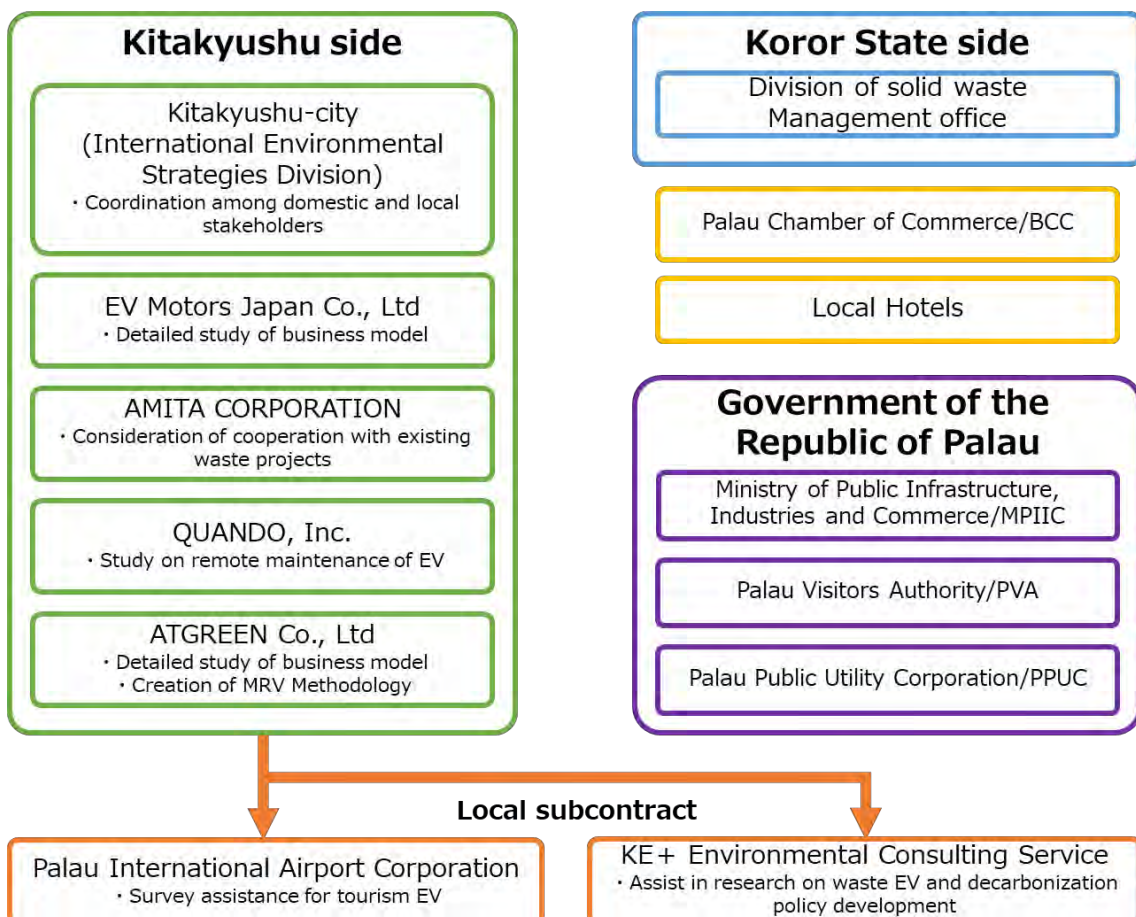 Kitakyushu side
Kitakyushu-city
(International Environmental
Strategies Division)
・Coordination among domestic and local
stakeholders
EV Motors Japan Co., Ltd
・Detailed study of business model
AMITA CORPORATION
・Consideration of cooperation with existing
waste projects
QUANDO, Inc.
・Study on remote maintenance of EV
ATGREEN Co., Ltd
・Detailed study of business model
・Creation of MRV Methodology
Koror State side
Division of solid waste
Management office
Palau Chamber of Commerce/BCC
Local Hotels
Government of the
Republic of Palau
Ministry of Public Infrastructure,
Industries and Commerce/MPIIC
Palau Visitors Authority/PVA
Palau Public Utility Corporation/PPUC
Local subcontract
Palau International Airport Corporation
・Survey assistance for tourism EV
KE+ Environmental Consulting Service
・Assist in research on waste EV and decarbonization
policy development